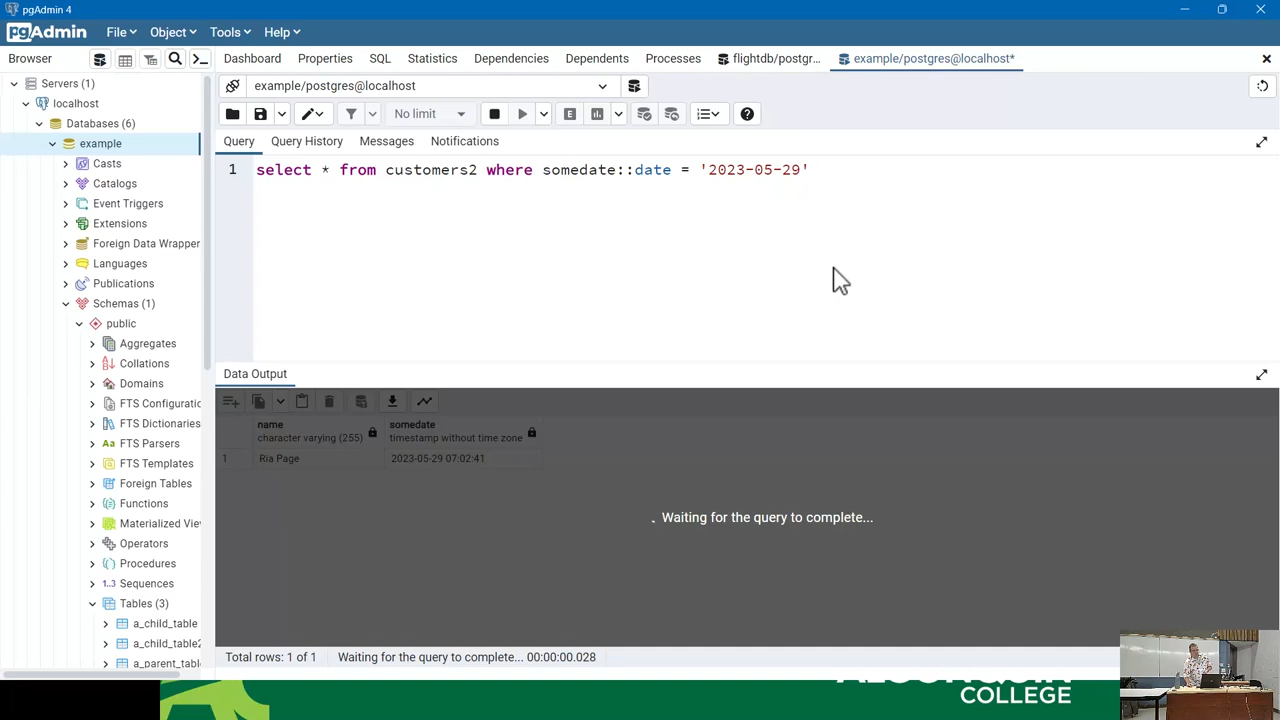 pgAdmin 4
pgAdmin File Object Tools Help
Browser
Dashboard Properties SQL Statistics Dependencies Dependents Processes flightdb/postgr... example/postgres@localhost*
Servers (1)
example/postgres@localhost
localhost
Databases (6)
No limit
example
Query Query History Messages Notifications
Casts
1 select * from customers2 where somedate::date = '2023-05-29'
Catalogs
Event Triggers
Extensions
Foreign Data Wrapper
Languages
Publications
Schemas (1)
public
Aggregates
Collations
Domains
FTS Configuratio
FTS Dictionaries
FTS Parsers
FTS Templates
Foreign Tables
Functions
Materialized Viev
Operators
Procedures
1..3 Sequences
Tables (3)
a_child_table
a_child_table2
a_parent_table
Data Output
name somedate
character varying (255) timestamp without time zone
1 Ria Page 2023-05-29 07:02:41
Waiting for the query to complete...
Total rows: 1 of 1 Waiting for the query to complete... 00:00:00.028
ALGONQUIN
COLLEGE